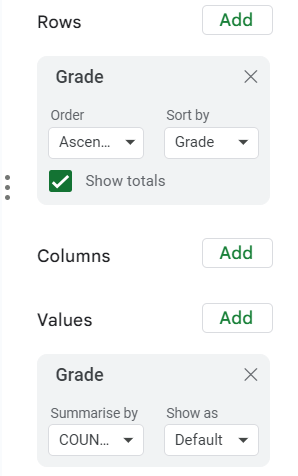 Rows Add
Grade
Order Sort by
Ascen... Grade
Show totals
Columns Add
Values Add
Grade
Summarise by Show as
COUN... Default